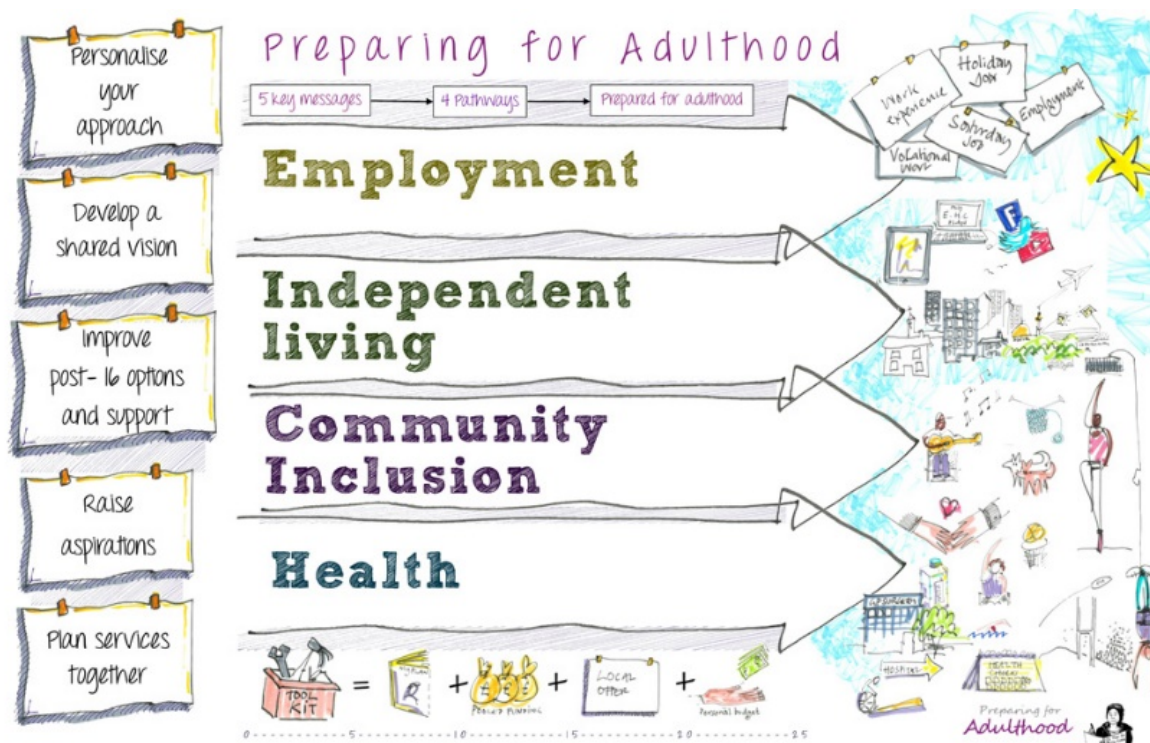 Preparing for Adulthood
5 key messages
4 Pathways
Prepared for adulthood
Personalise
your
approach
Develop a
shared vision
Improve
post-16 options
and support
Raise
aspirations
Plan services
together
Employment
Independent
living
Community
Inclusion
Health
Work
experience
Holiday
Job
Employment
Saturday
Job
Vocational
Work
E-H-C
HOSPITAL
HEALTH
TOOL
KIT
=
+
£ £ £
POOLED FUNDING
+
LOCAL
OFFER
+
Personal budget
0 5 10 15 20 25
Preparing for
Adulthood